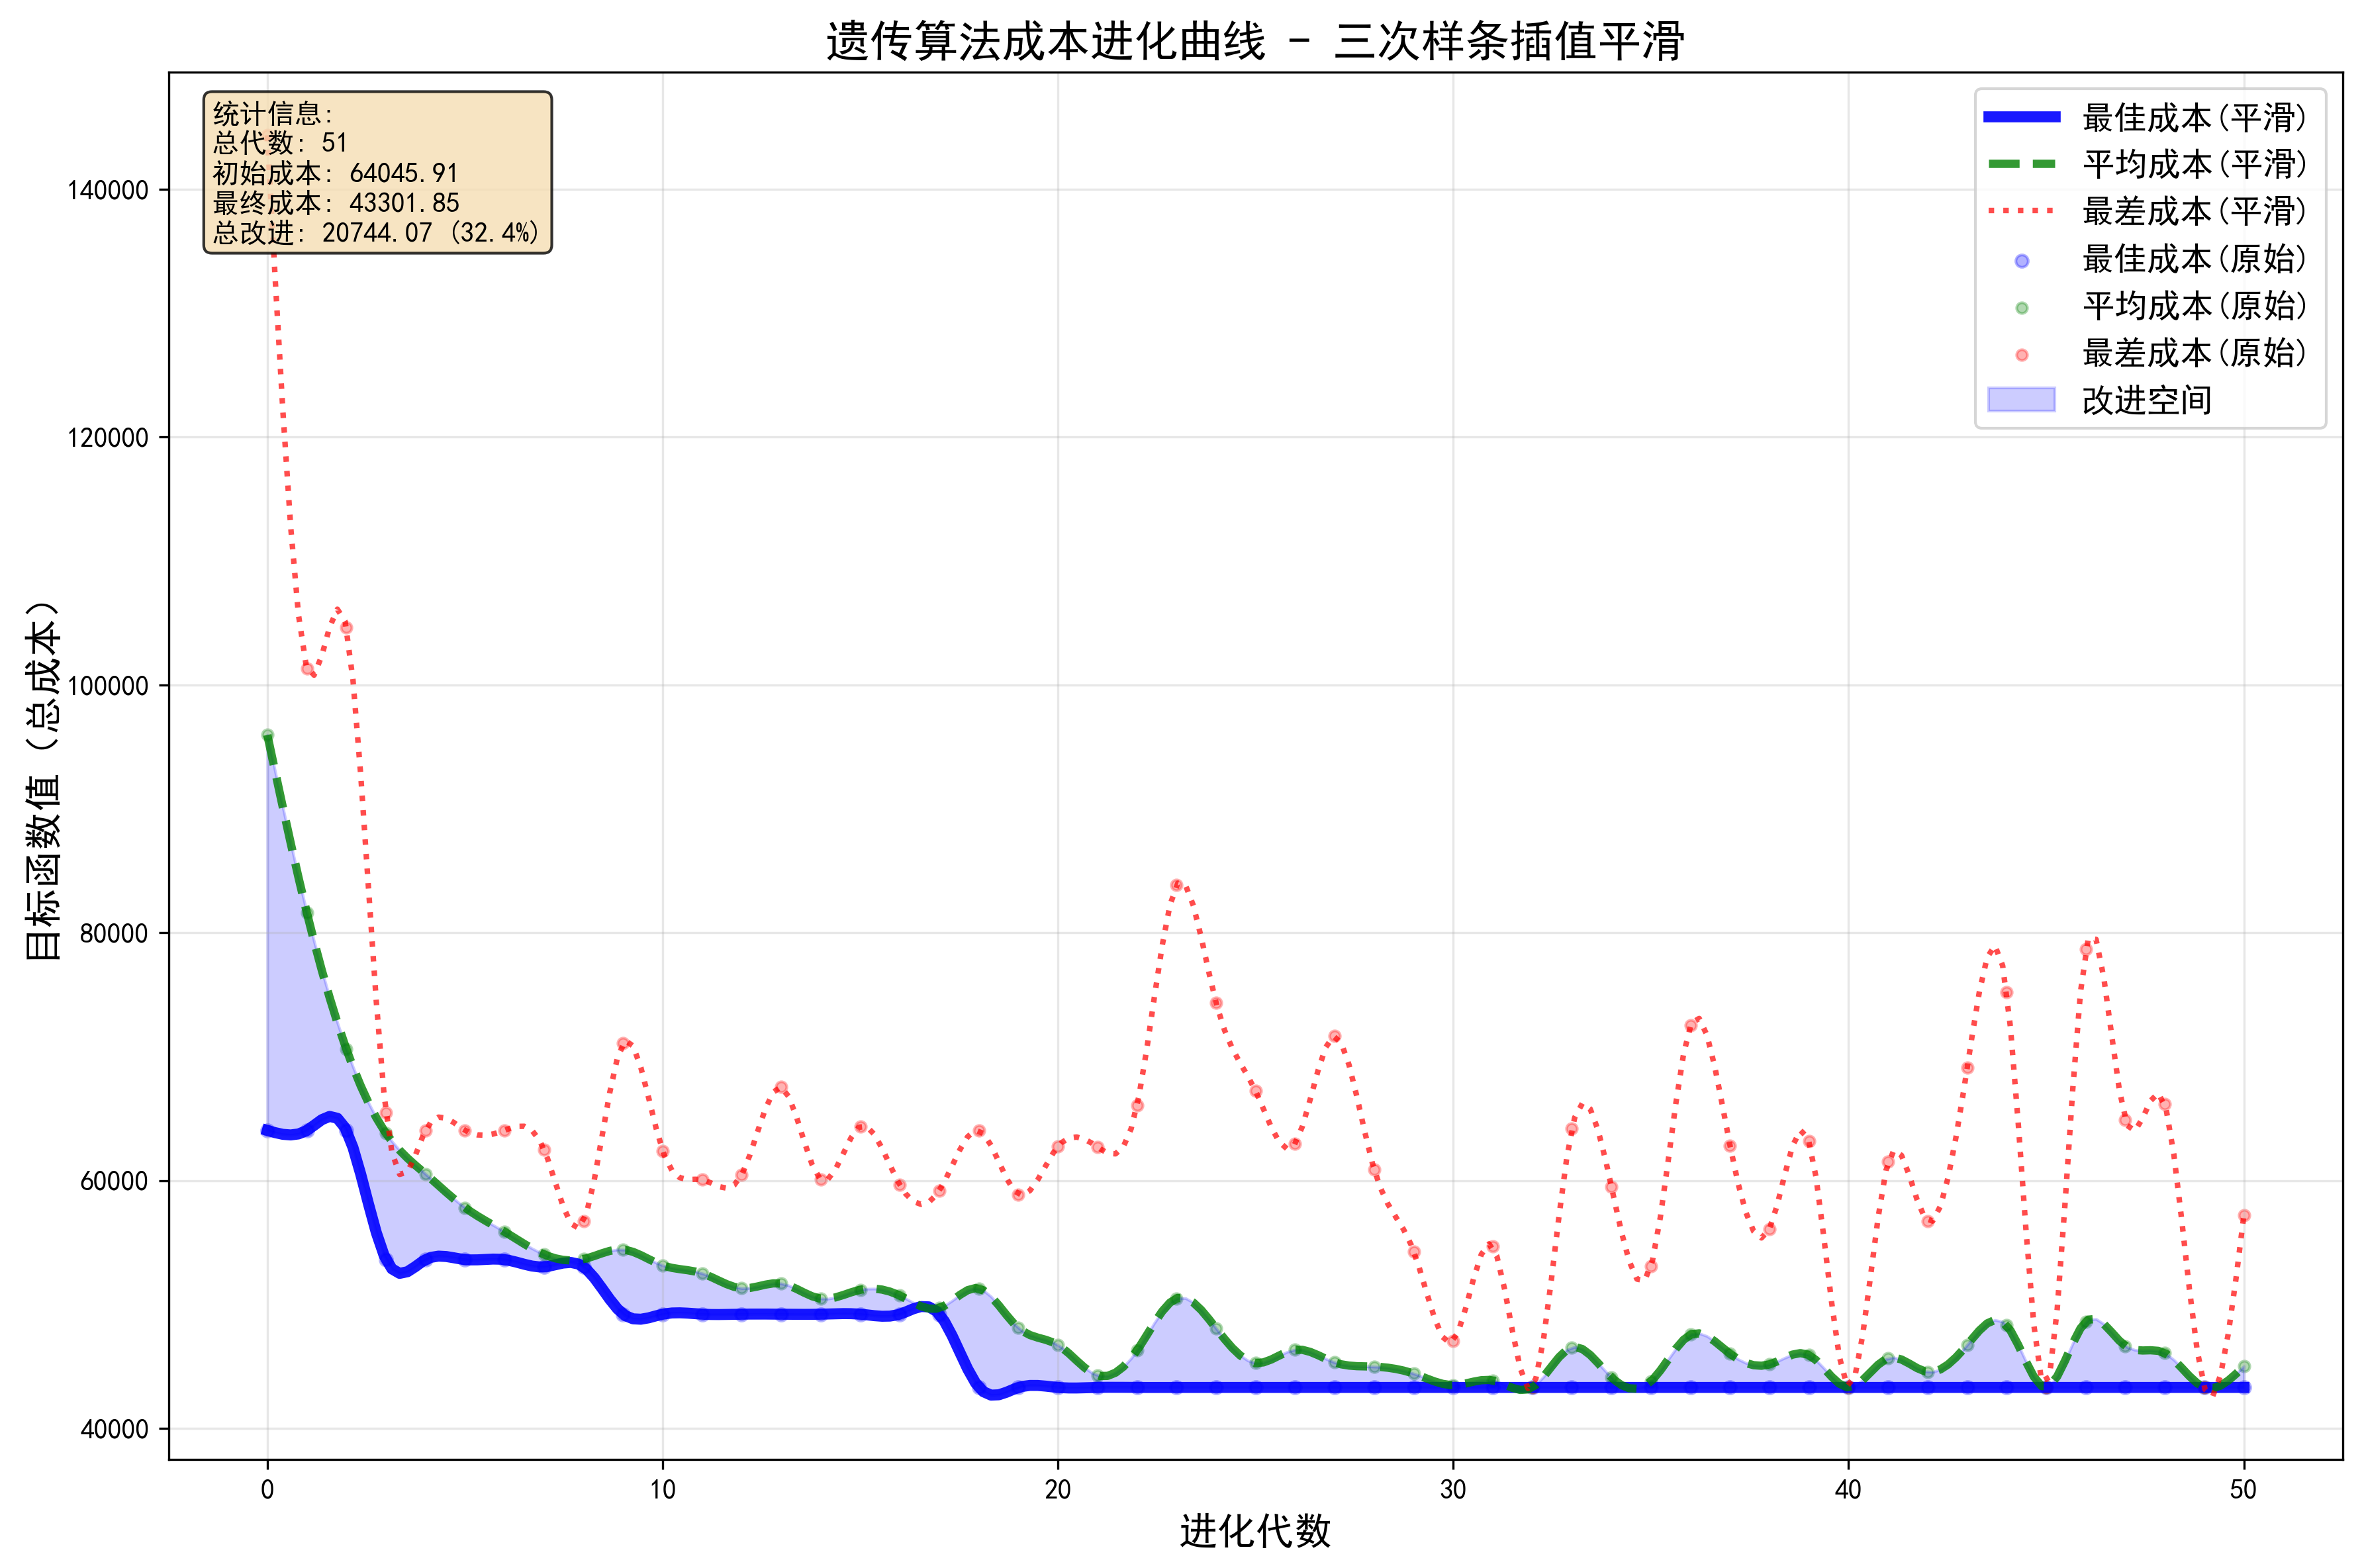 遗传算法成本进化曲线 - 三次样条插值平滑
统计信息:
总代数: 51
初始成本: 64045.91
最终成本: 43301.85
总改进: 20744.07 (32.4%)
最佳成本(平滑)
平均成本(平滑)
最差成本(平滑)
最佳成本(原始)
平均成本(原始)
最差成本(原始)
改进空间
目标函数值（总成本）
140000
120000
100000
80000
60000
40000
0
10
20
30
40
50
进化代数